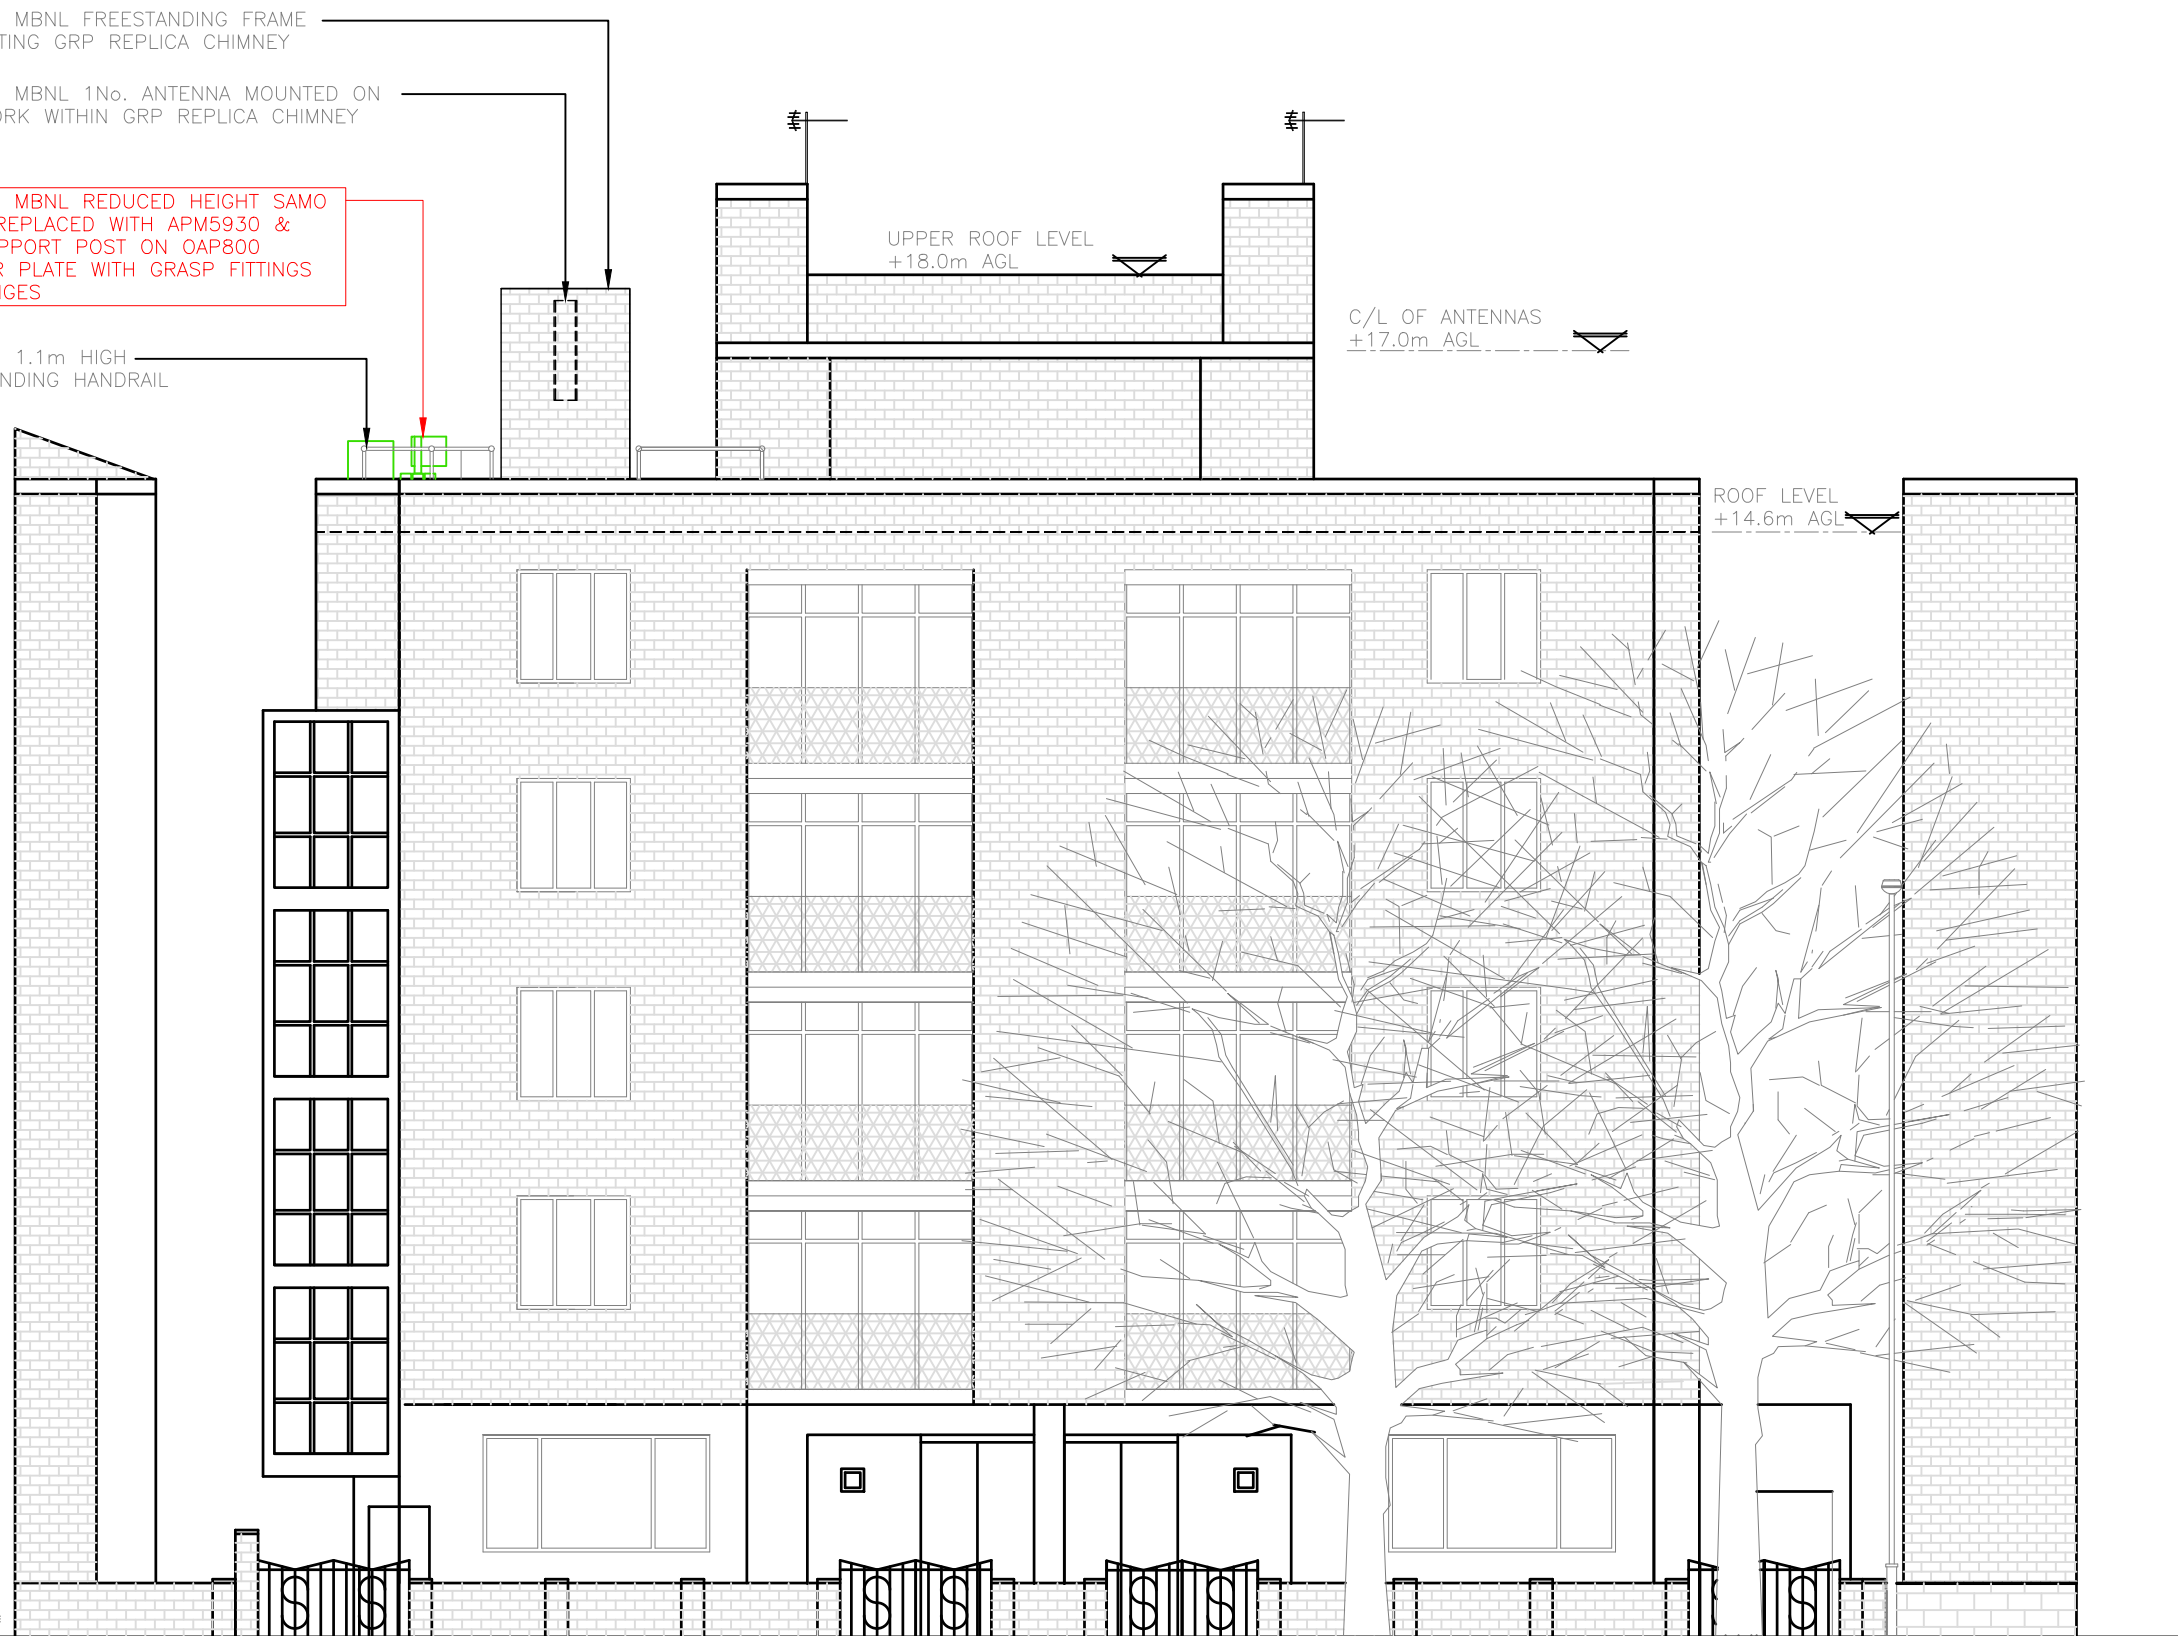 MBNL FREESTANDING FRAME
TING GRP REPLICA CHIMNEY
MBNL 1No. ANTENNA MOUNTED ON
ORK WITHIN GRP REPLICA CHIMNEY
MBNL REDUCED HEIGHT SAMO
REPLACED WITH APM5930 &
PPORT POST ON OAP800
R PLATE WITH GRASP FITTINGS
NGES
1.1m HIGH
NDING HANDRAIL
UPPER ROOF LEVEL
+18.0m AGL
C/L OF ANTENNAS
+17.0m AGL
ROOF LEVEL
+14.6m AGL